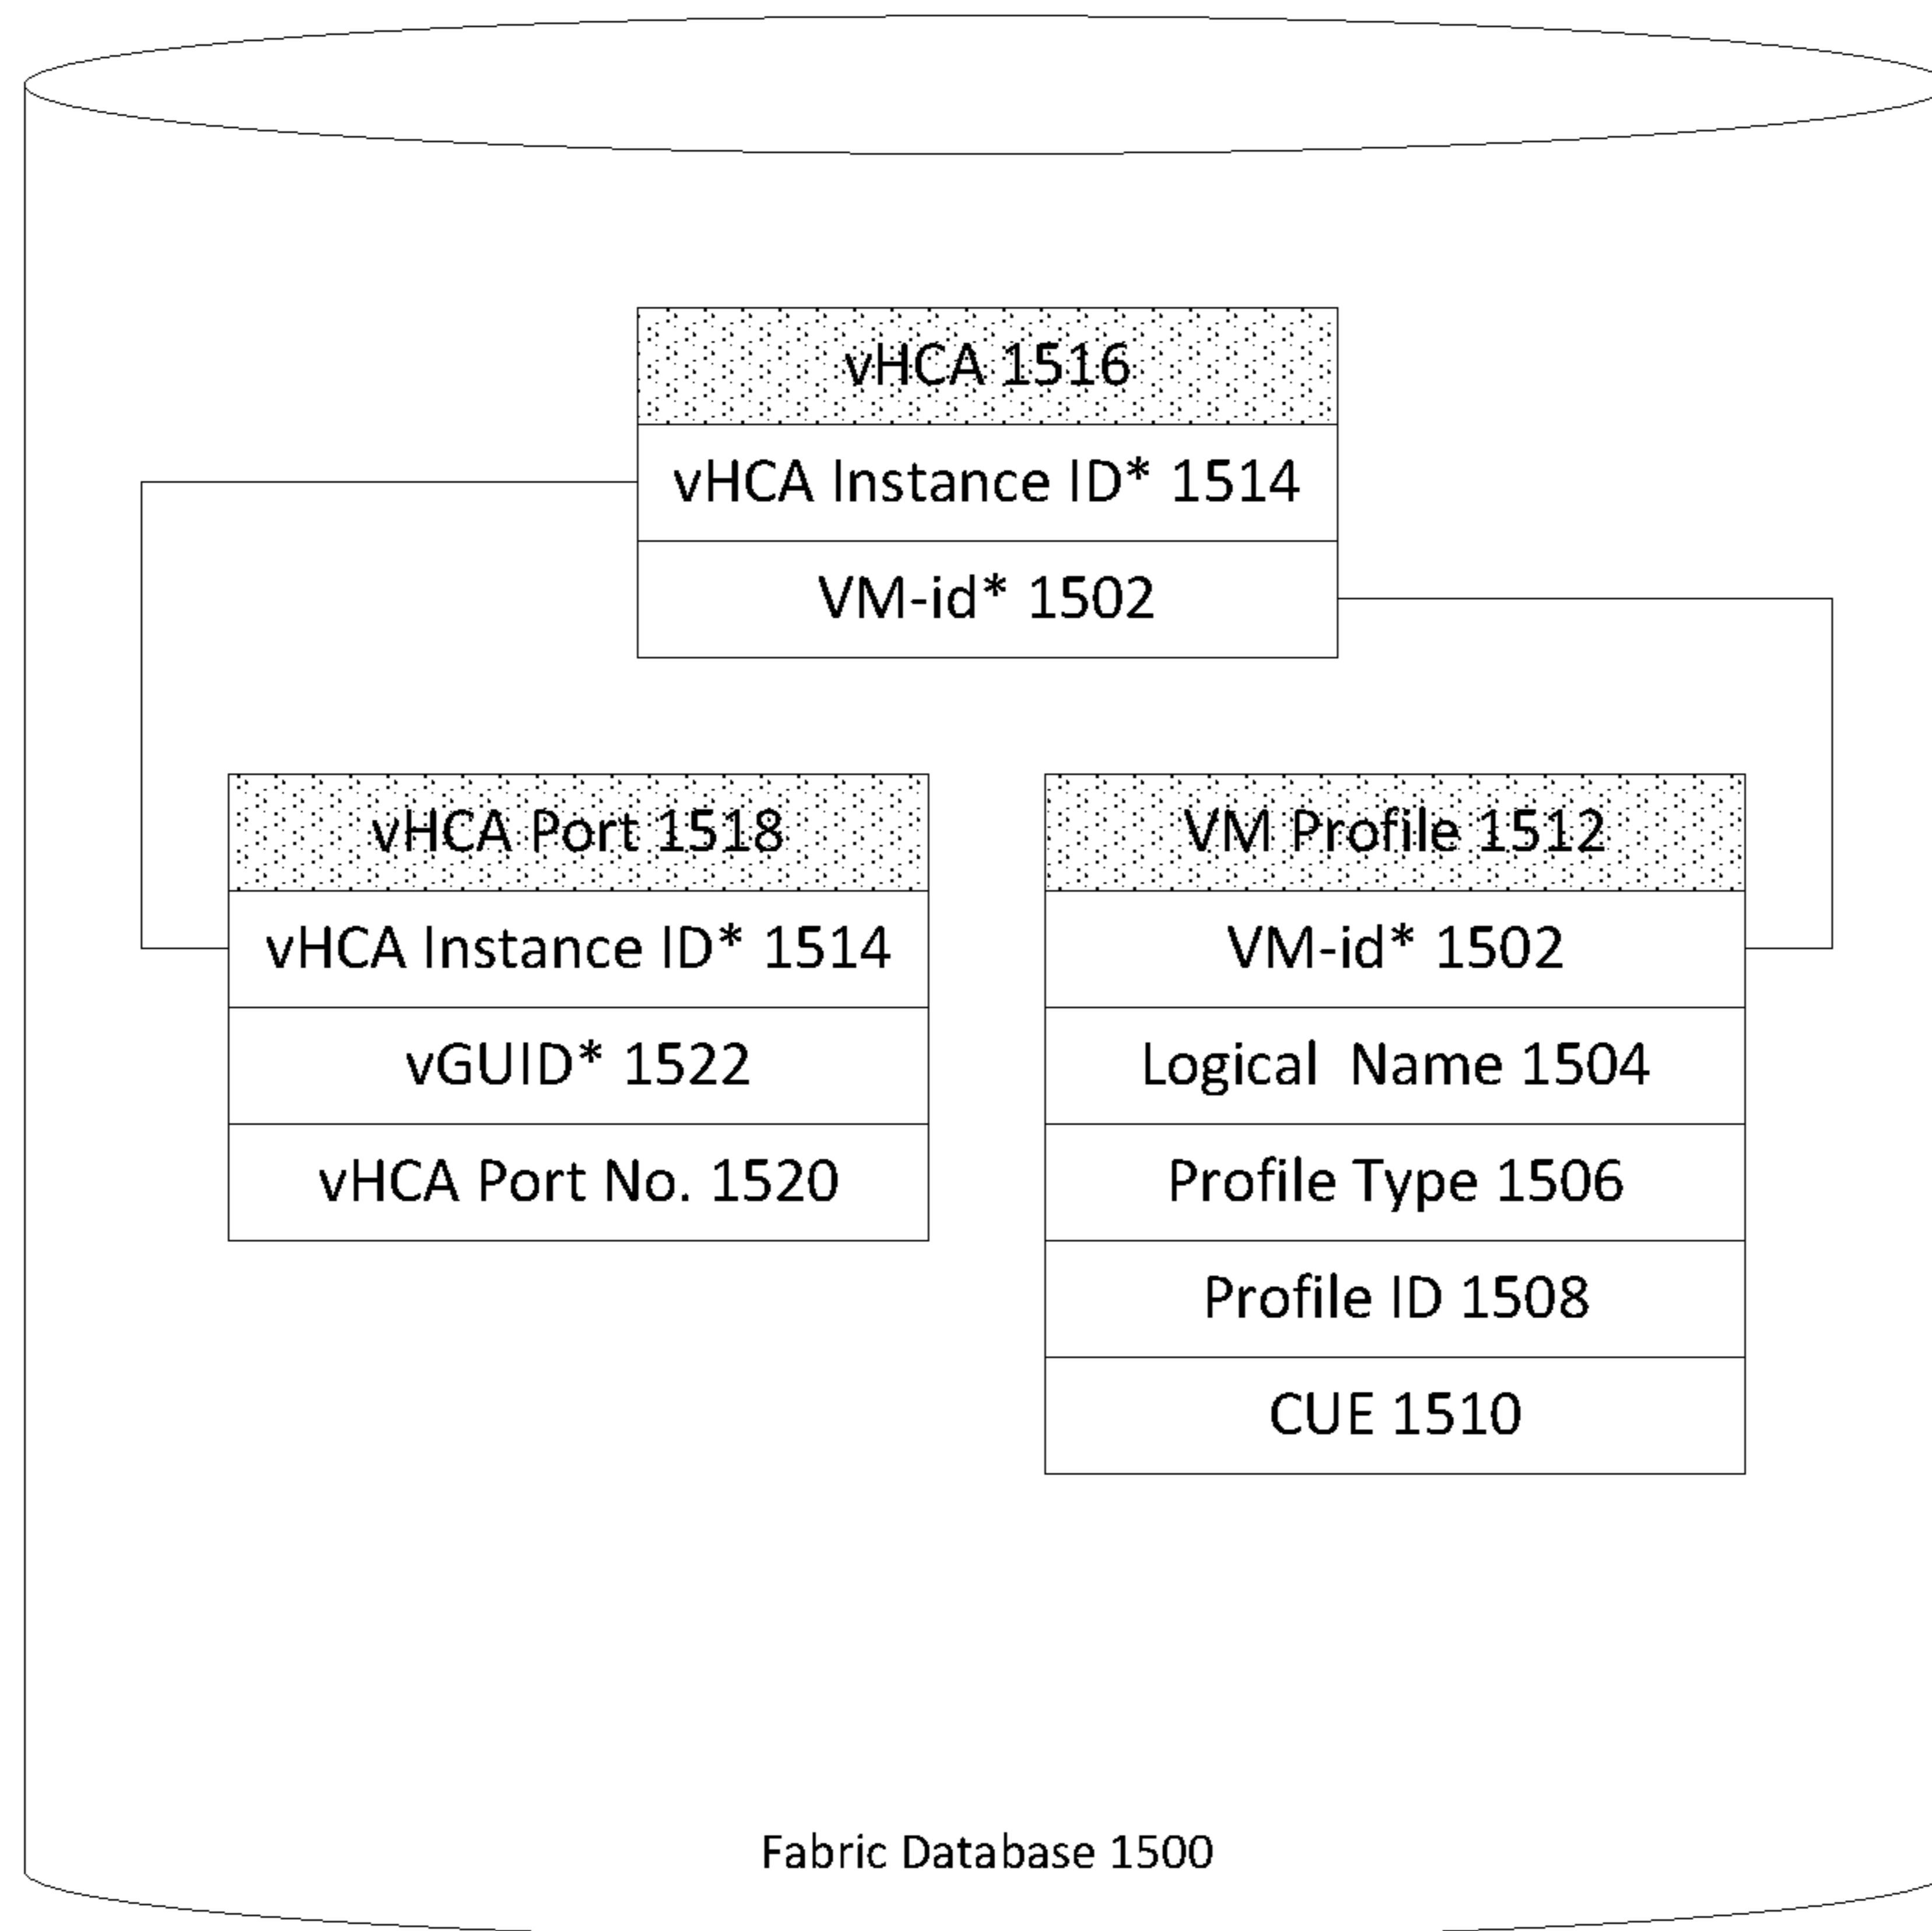 vHCA 1516
vHCA Instance ID* 1514
VM-id* 1502
vHCA Port 1518
vHCA Instance ID* 1514
vGUID* 1522
vHCA Port No. 1520
VM Profile 1512
VM-id* 1502
Logical  Name 1504
Profile Type 1506
Profile ID 1508
CUE 1510
Fabric Database 1500